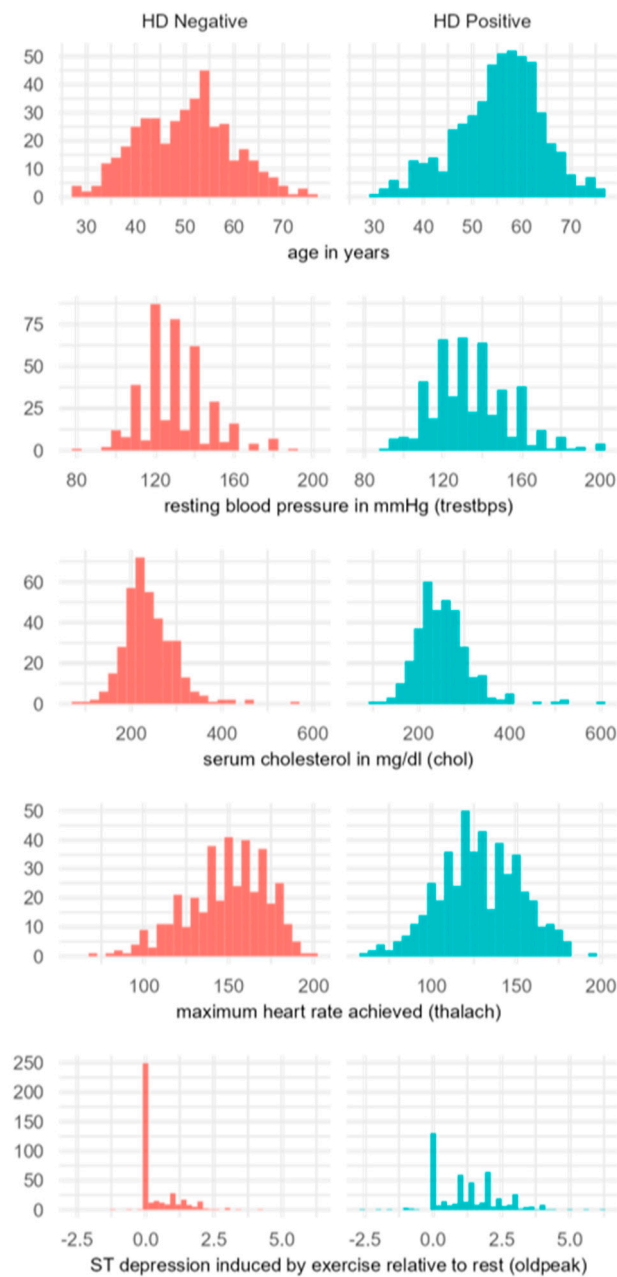 HD Negative HD Positive
50
40
30
20
10
0
30 40 50 60 70 30 40 50 60 70
age in years
75
50
25
0
80 120 160 200 80 120 160 200
resting blood pressure in mmHg (trestbps)
60
40
20
0
200 400 600 200 400 600
serum cholesterol in mg/dl (chol)
50
40
30
20
10
0
100 150 200 100 150 200
maximum heart rate achieved (thalach)
250
200
150
100
50
0
-2.5 0.0 2.5 5.0 -2.5 0.0 2.5 5.0
ST depression induced by exercise relative to rest (oldpeak)